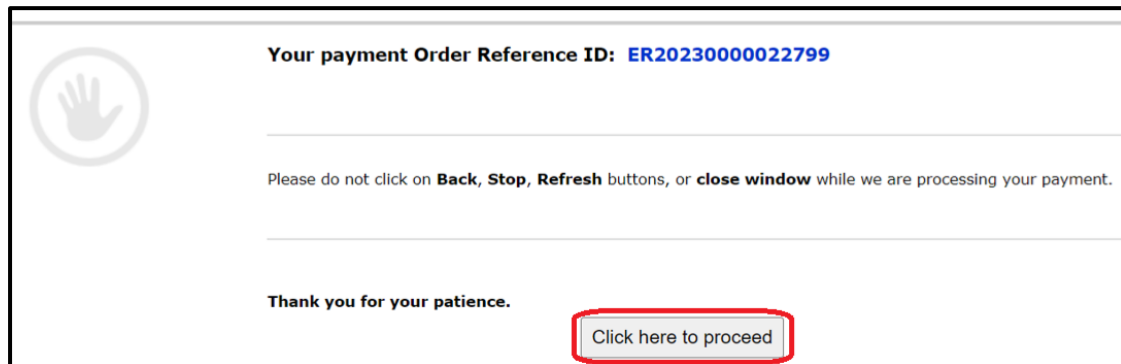 Your payment Order Reference ID: ER20230000022799
Please do not click on Back, Stop, Refresh buttons, or close window while we are processing your payment.
Thank you for your patience.
Click here to proceed